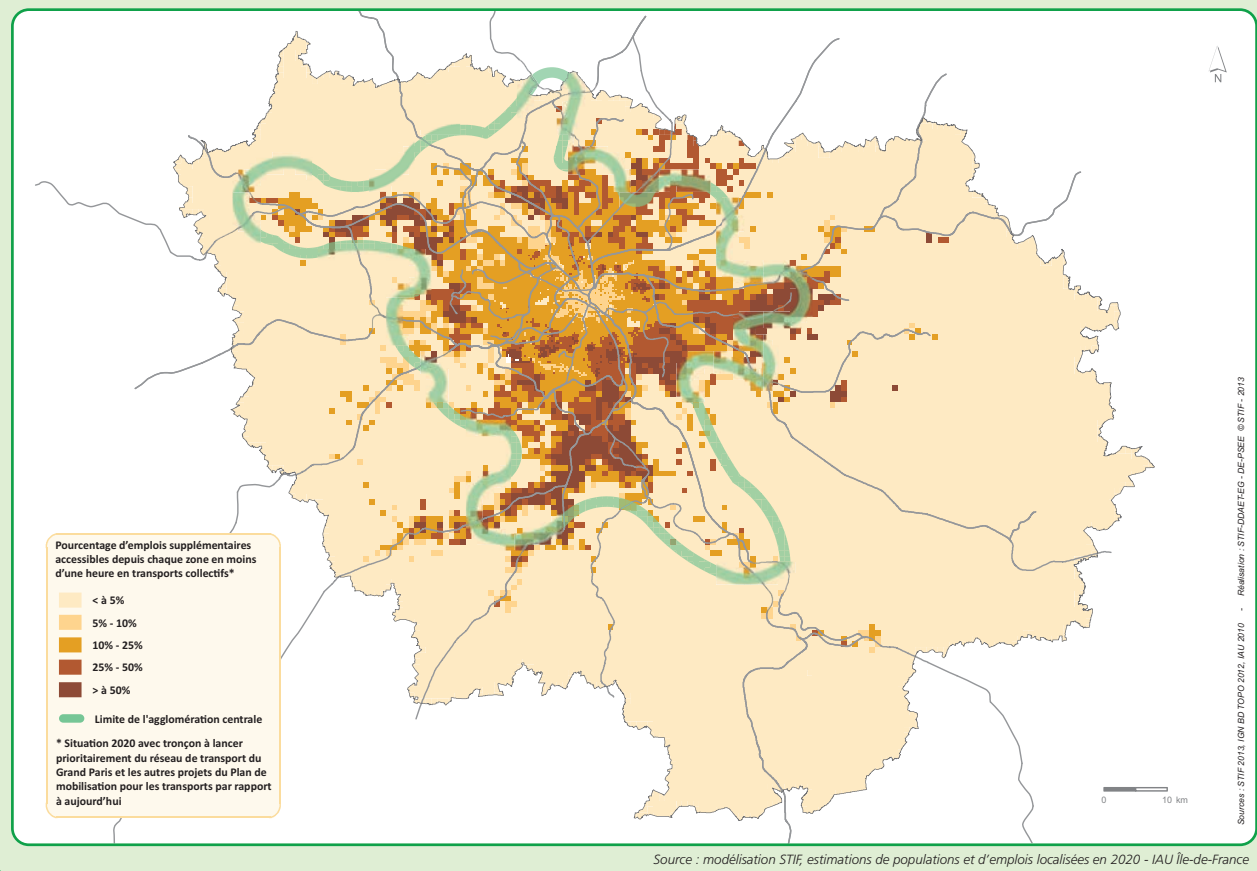 N
Pourcentage d'emplois supplémentaires
accessibles depuis chaque zone en moins
d'une heure en transports collectifs*
< à 5%
5% - 10%
10% - 25%
25% - 50%
> à 50%
Limite de l'agglomération centrale
* Situation 2020 avec tronçon à lancer
prioritairement du réseau de transport du
Grand Paris et les autres projets du Plan de
mobilisation pour les transports par rapport
à aujourd'hui
0 10 km
Sources : STIF 2013, IGN BD TOPO 2012, IAU 2010 - Réalisation : STIF-DDAET-EG - DE-PSEE © STIF - 2013
Source : modélisation STIF, estimations de populations et d'emplois localisées en 2020 - IAU Île-de-France